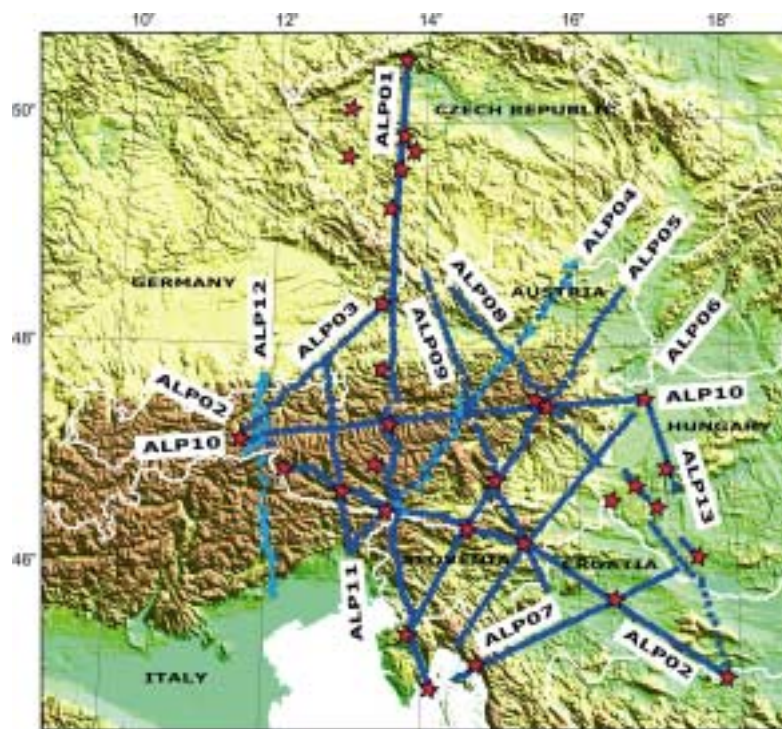 10° 12° 14° 16° 18°
50°
ALP01
CZECH REPUBLIC
GERMANY
ALP12
ALP04
ALP05
ALP03
ALP08
AUSTRIA
ALP09
ALP06
48°
ALP02
ALP10
ALP10
HUNGARY
ALP13
46°
SLOVENIA
CROATIA
ALP11
ALP07
ALP02
ITALY